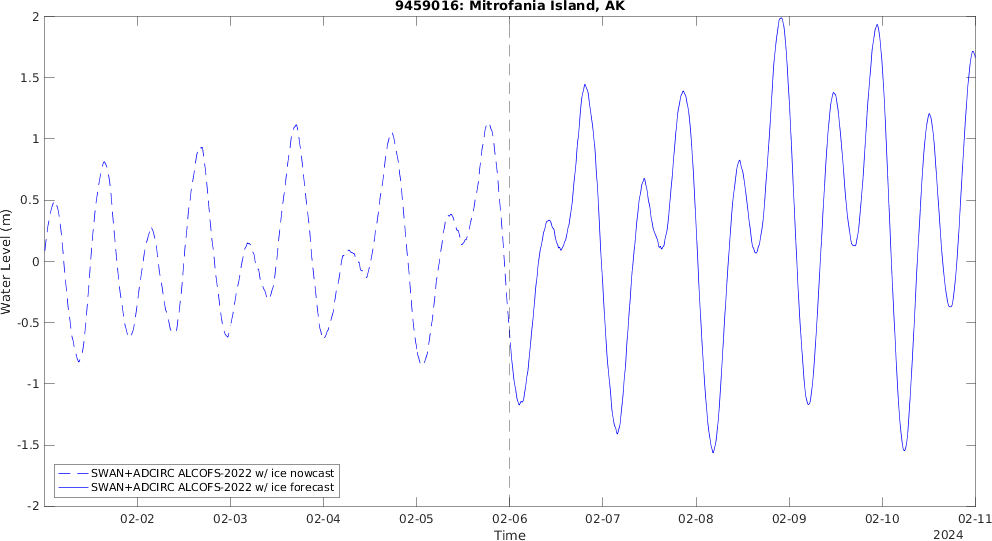 9459016: Mitrofania Island, AK
Water Level (m)
2
1.5
1
0.5
0
-0.5
-1
-1.5
-2
SWAN+ADCIRC ALCOFS-2022 w/ ice nowcast
SWAN+ADCIRC ALCOFS-2022 w/ ice forecast
02-02 02-03 02-04 02-05 02-06 02-07 02-08 02-09 02-10 02-11
Time
2024